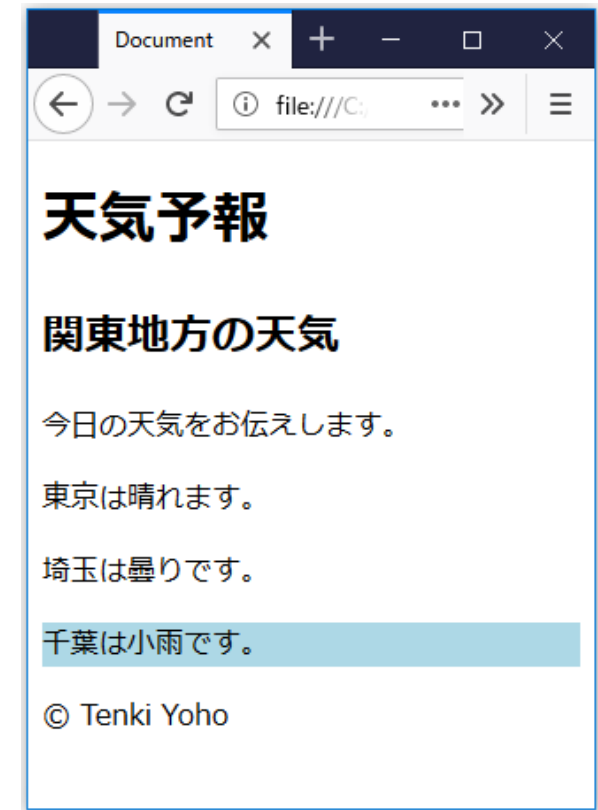 Document
file:///C:/
天気予報
関東地方の天気
今日の天気をお伝えします。
東京は晴れます。
埼玉は曇りです。
千葉は小雨です。
© Tenki Yoho